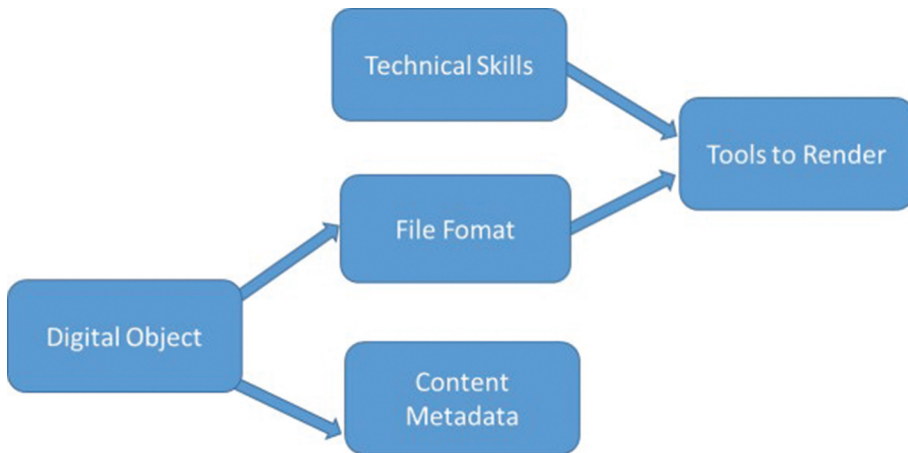 Technical Skills
Tools to Render
File Fomat
Digital Object
Content
Metadata